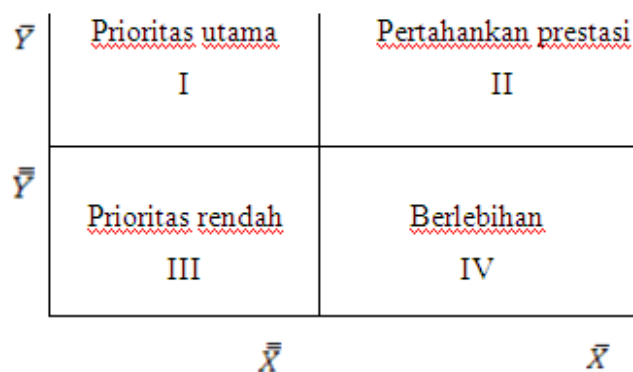 Ȳ Prioritas utama Pertahankan prestasi
I II
Y̿
Prioritas rendah Berlebihan
III IV
X̿ X̄